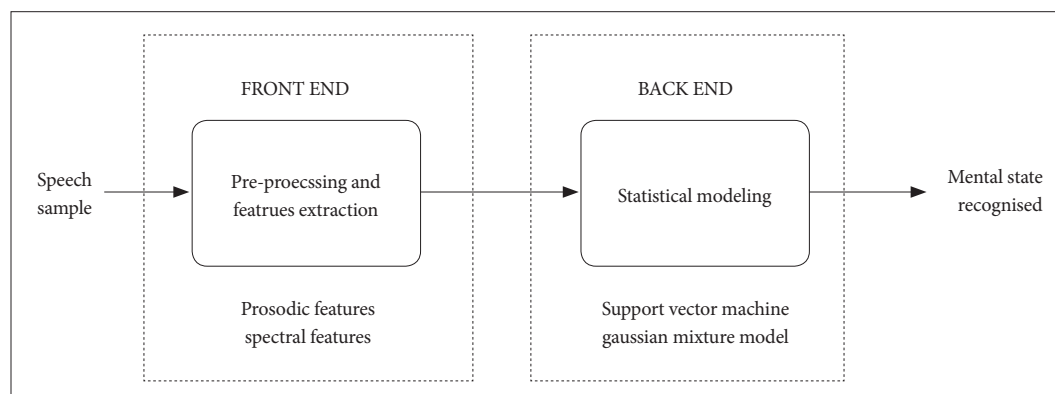 FRONT END
BACK END
Speech
sample
Pre-proecssing and
featrues extraction
Statistical modeling
Mental state
recognised
Prosodic features
spectral features
Support vector machine
gaussian mixture model